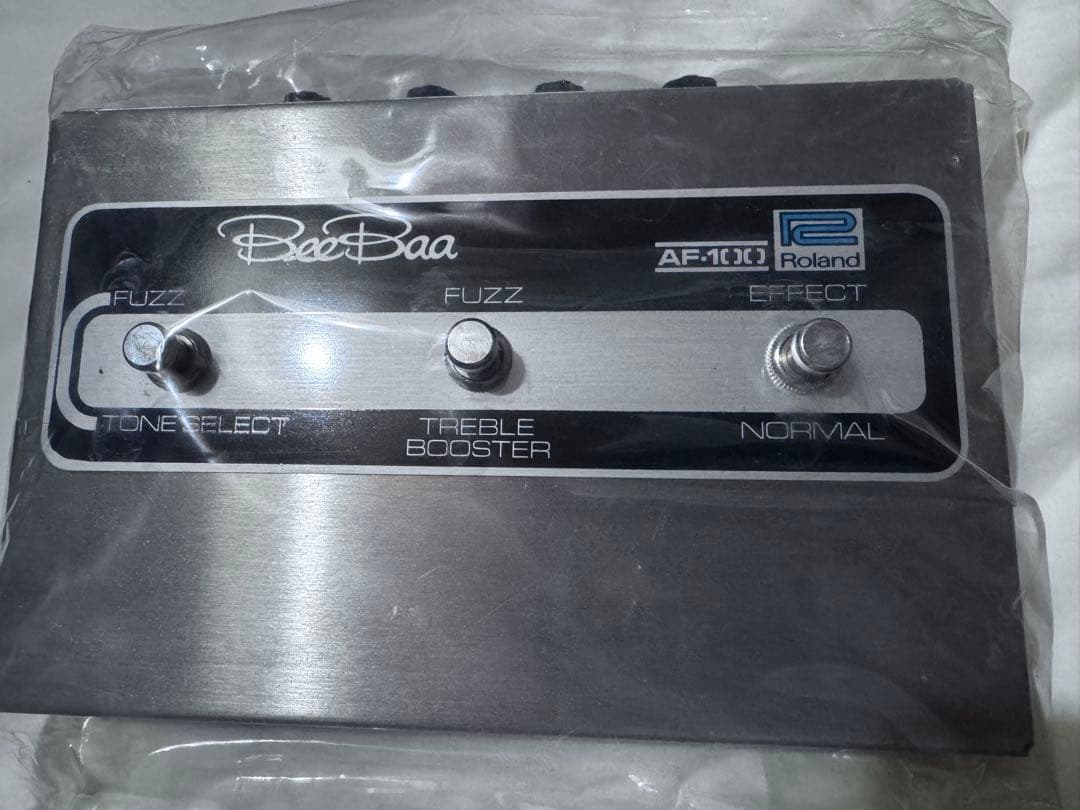 BeeBaa
AF-100
Roland
FUZZ
FUZZ
EFFECT
TONE SELECT
TREBLE
BOOSTER
NORMAL